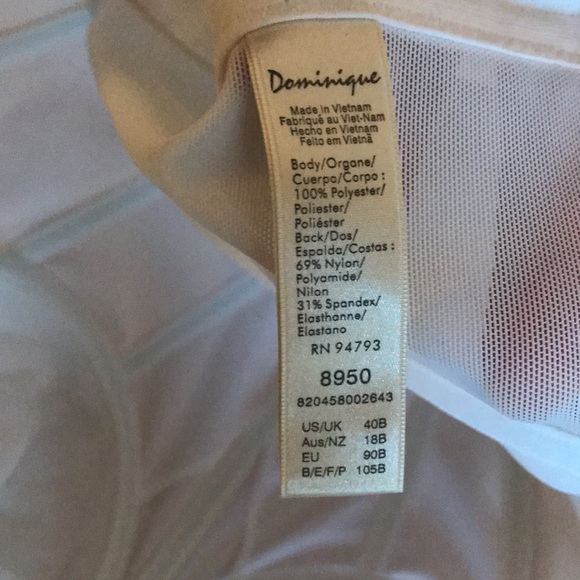 Dominique
Made in Vietnam
Fabriqué au Viet-Nam
Hecho en Vietnam
Feito em Vietnã
Body/Organe/
Cuerpo/Corpo :
100% Polyester/
Poliester/
Poliéster
Back/Dos/
Espalda/Costas :
69% Nylon/
Polyamide/
Nilon
31% Spandex/
Elasthanne/
Elastano
RN 94793
8950
820458002643
US/UK 40B
Aus/NZ 18B
EU 90B
B/E/F/P 105B